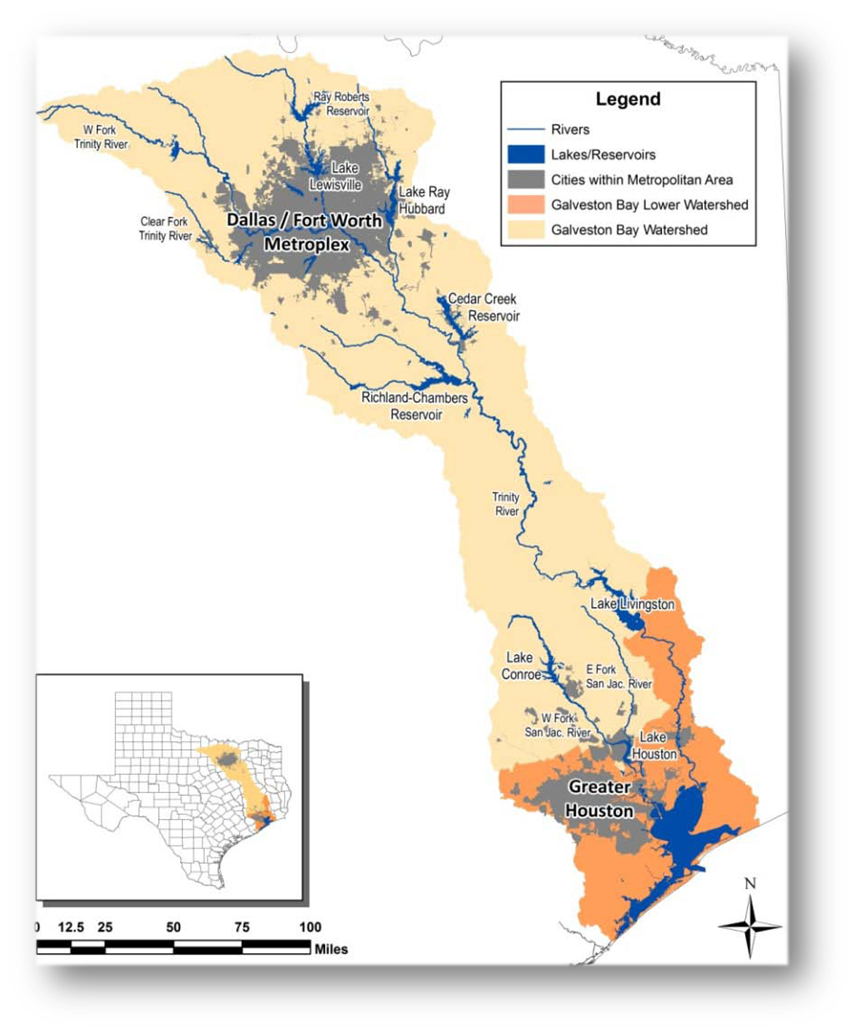 Legend
Rivers
Lakes/Reservoirs
Cities within Metropolitan Area
Galveston Bay Lower Watershed
Galveston Bay Watershed
Ray Roberts
Reservoir
W Fork
Trinity River
Lake
Lewisville
Lake Ray
Hubbard
Clear Fork
Trinity River
Dallas / Fort Worth
Metroplex
Cedar Creek
Reservoir
Richland-Chambers
Reservoir
Trinity
River
Lake Livingston
Lake
Conroe
E Fork
San Jac. River
W Fork
San Jac. River
Lake
Houston
Greater
Houston
N
0 12.5 25 50 75 100
Miles